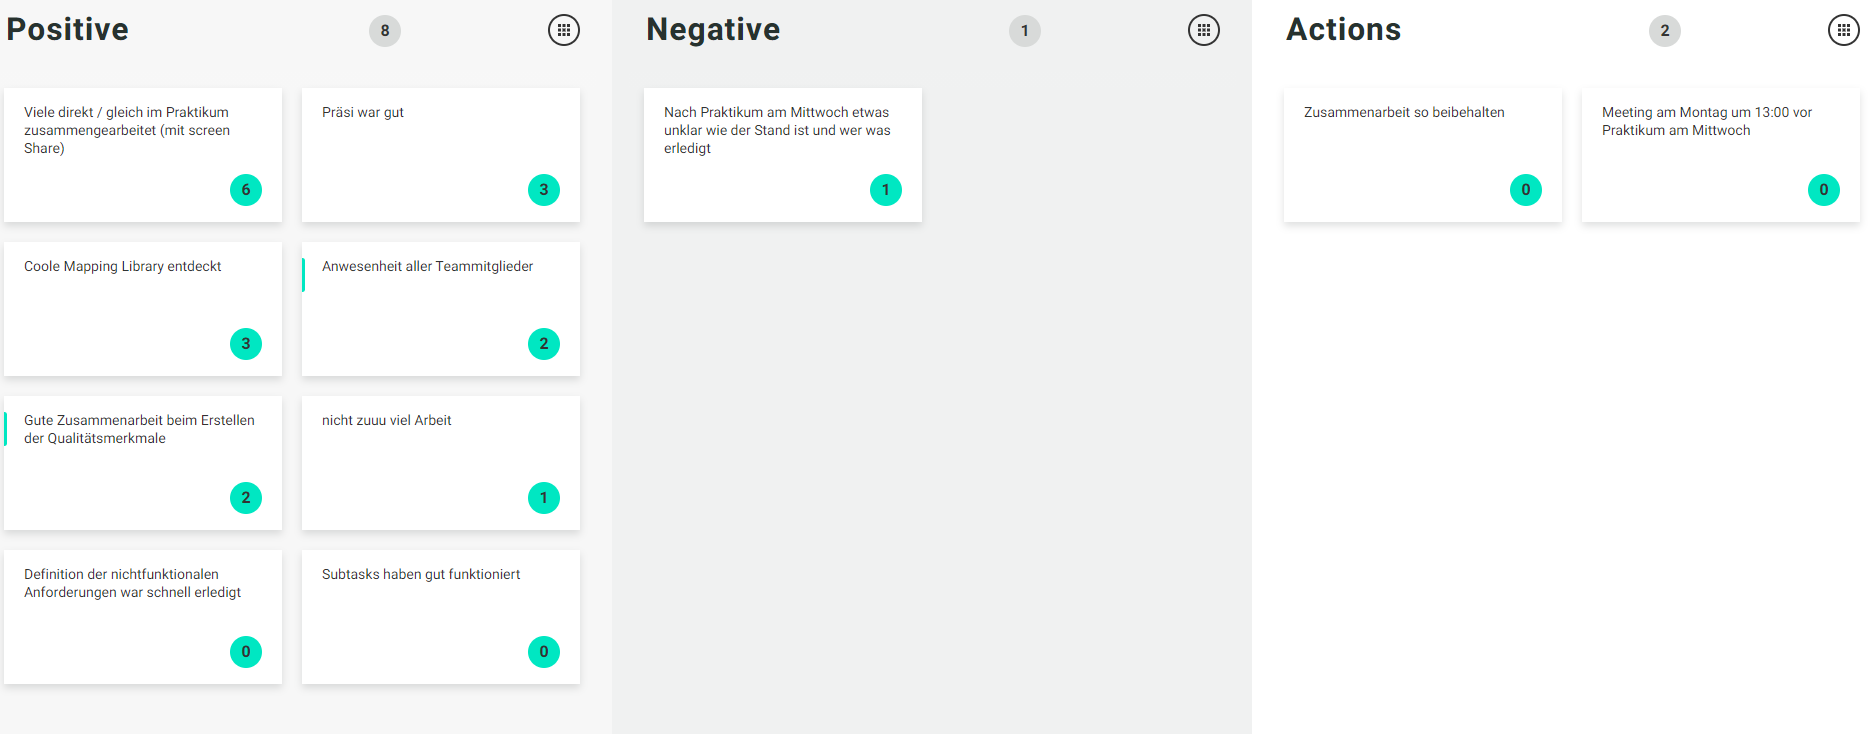 Positive
8
Viele direkt / gleich im Praktikum
zusammengearbeitet (mit screen
Share)
6
Präsi war gut
3
Coole Mapping Library entdeckt
3
Anwesenheit aller Teammitglieder
2
Gute Zusammenarbeit beim Erstellen
der Qualitätsmerkmale
2
nicht zuuu viel Arbeit
1
Definition der nichtfunktionalen
Anforderungen war schnell erledigt
0
Subtasks haben gut funktioniert
0
Negative
1
Nach Praktikum am Mittwoch etwas
unklar wie der Stand ist und wer was
erledigt
1
Actions
2
Zusammenarbeit so beibehalten
0
Meeting am Montag um 13:00 vor
Praktikum am Mittwoch
0